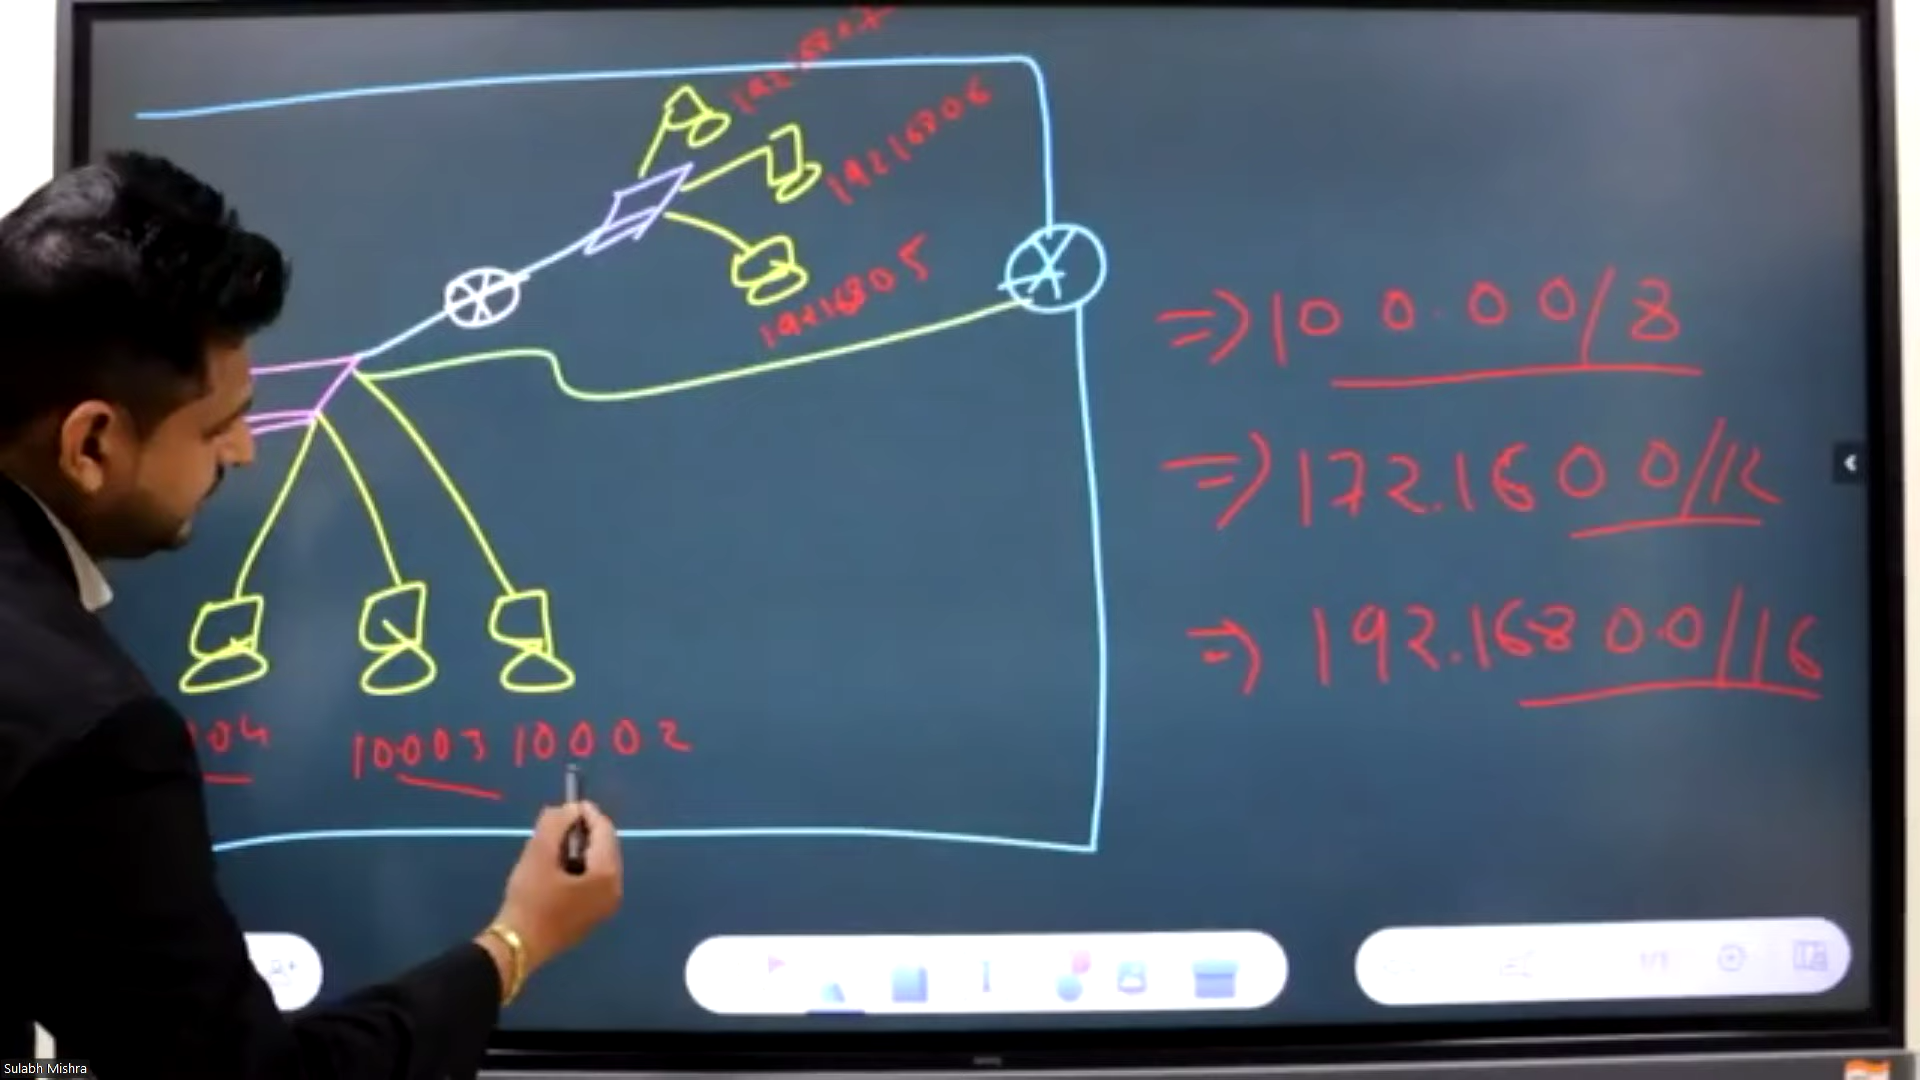 192 168 0 6
192 168 0 5
=> 10 0.0 0/8
=> 172.16 0 0/12
=> 192.168 0.0/16
04
10.0.0 3
10 0 0 2
Sulabh Mishra